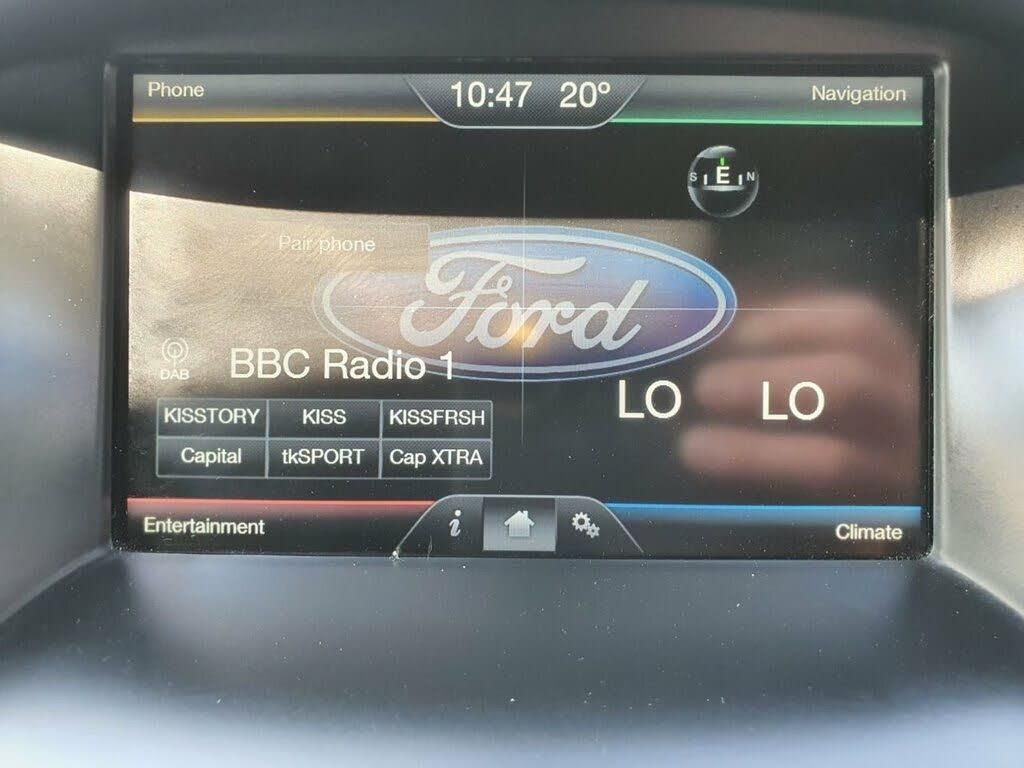 Phone
10:47 20°
Navigation
S E N
Pair phone
Ford
DAB
BBC Radio 1
LO LO
KISSTORY KISS KISSFRSH
Capital tkSPORT Cap XTRA
Entertainment
i
Climate